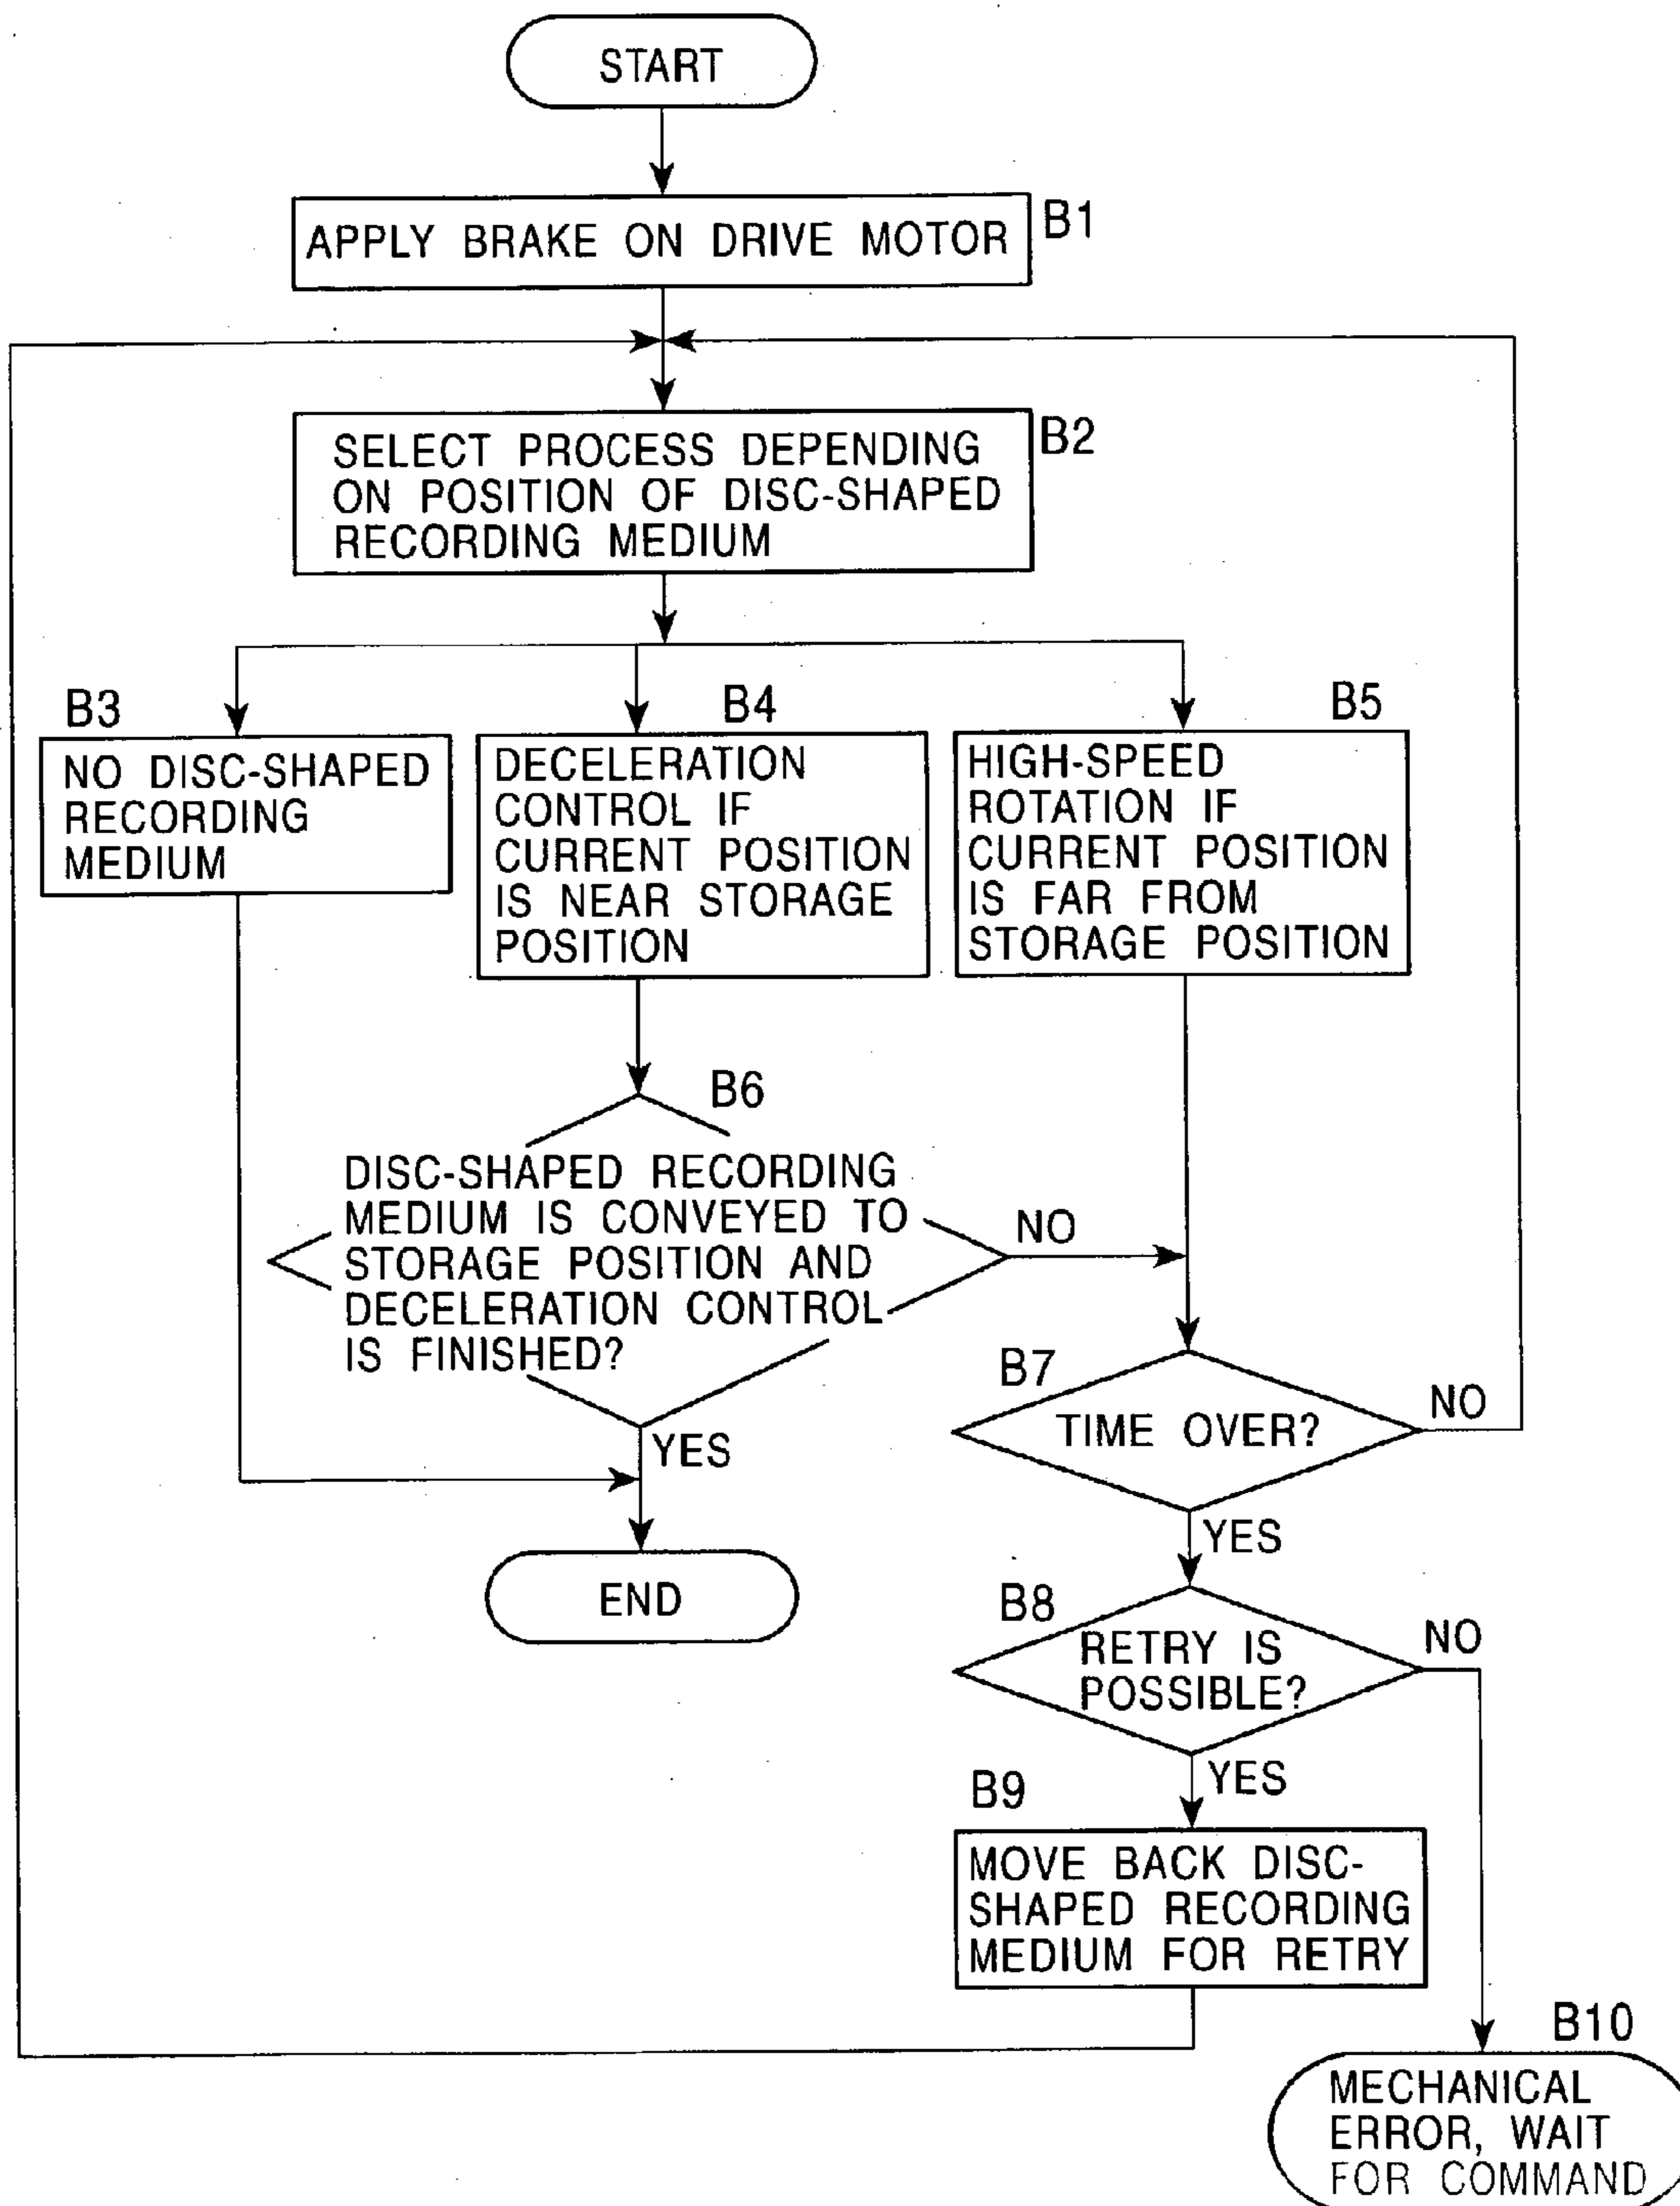 START
APPLY BRAKE ON DRIVE MOTOR
B1
SELECT PROCESS DEPENDING
ON POSITION OF DISC-SHAPED
RECORDING MEDIUM
B2
B3
NO DISC-SHAPED
RECORDING
MEDIUM
B4
DECELERATION
CONTROL IF
CURRENT POSITION
IS NEAR STORAGE
POSITION
B5
HIGH-SPEED
ROTATION IF
CURRENT POSITION
IS FAR FROM
STORAGE POSITION
B6
DISC-SHAPED RECORDING
MEDIUM IS CONVEYED TO
STORAGE POSITION AND
DECELERATION CONTROL
IS FINISHED?
NO
YES
END
B7
TIME OVER?
NO
YES
B8
RETRY IS
POSSIBLE?
NO
YES
B9
MOVE BACK DISC-
SHAPED RECORDING
MEDIUM FOR RETRY
B10
MECHANICAL
ERROR, WAIT
FOR COMMAND